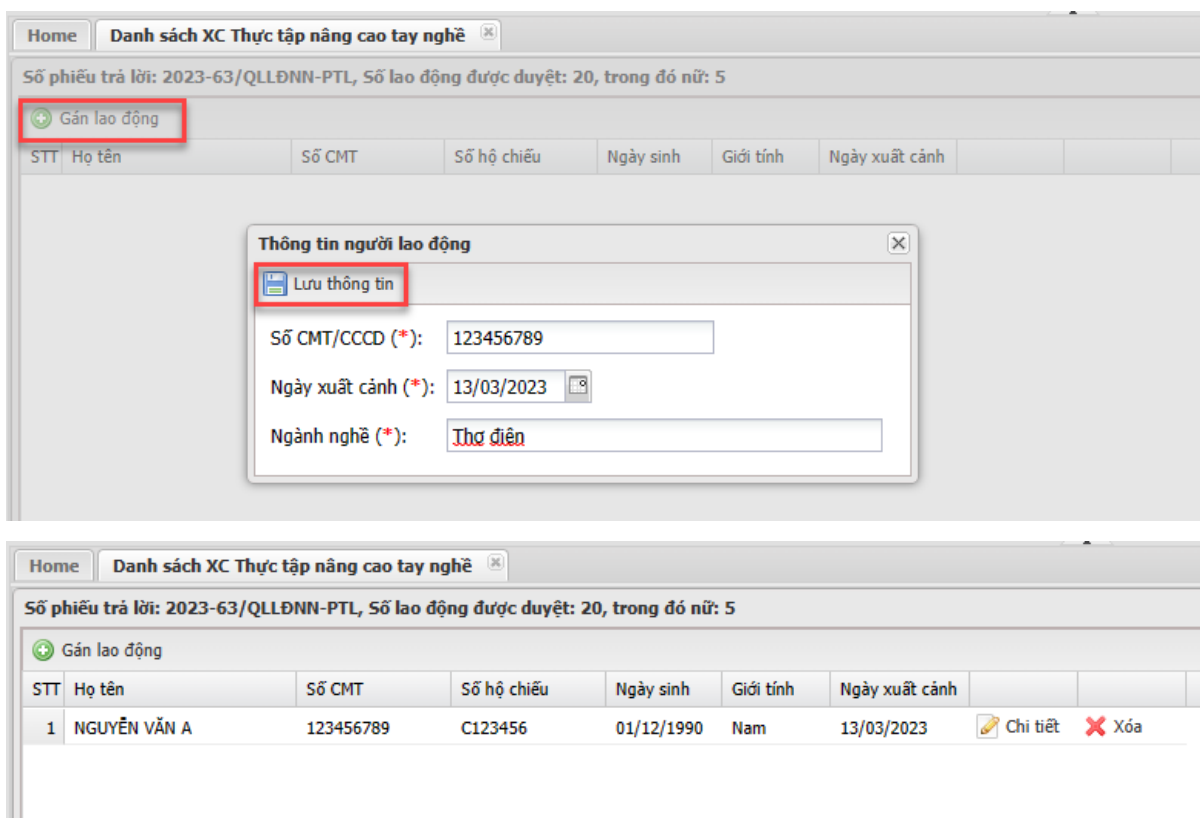 Home Danh sách XC Thực tập nâng cao tay nghề
Số phiếu trả lời: 2023-63/QLLĐNN-PTL, Số lao động được duyệt: 20, trong đó nữ: 5
Gán lao động
STT Họ tên Số CMT Số hộ chiếu Ngày sinh Giới tính Ngày xuất cảnh
Thông tin người lao động
Lưu thông tin
Số CMT/CCCD (*): 123456789
Ngày xuất cảnh (*): 13/03/2023
Ngành nghề (*): Thợ điện
Home Danh sách XC Thực tập nâng cao tay nghề
Số phiếu trả lời: 2023-63/QLLĐNN-PTL, Số lao động được duyệt: 20, trong đó nữ: 5
Gán lao động
STT Họ tên Số CMT Số hộ chiếu Ngày sinh Giới tính Ngày xuất cảnh
1 NGUYỄN VĂN A 123456789 C123456 01/12/1990 Nam 13/03/2023 Chi tiết Xóa